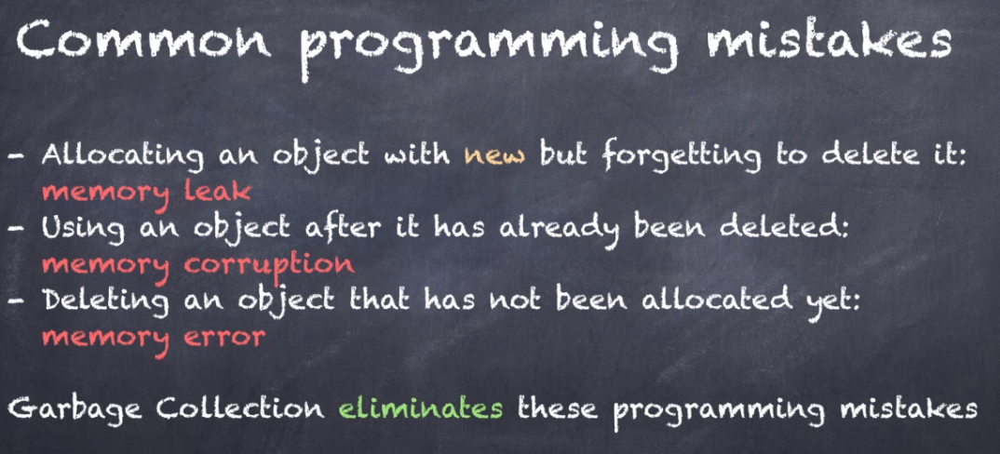 Common programming mistakes
- Allocating an object with new but forgetting to delete it:
memory leak
- Using an object after it has already been deleted:
memory corruption
- Deleting an object that has not been allocated yet:
memory error
Garbage Collection eliminates these programming mistakes